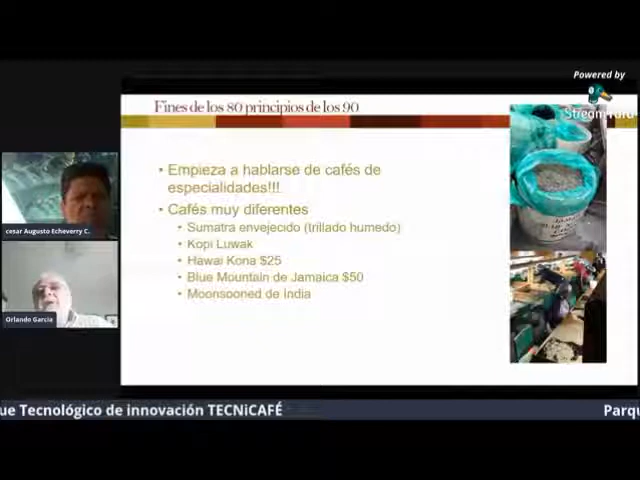 Powered by
StreamYard
Fines de los 80 principios de los 90
• Empieza a hablarse de cafés de
especialidades!!!
• Cafés muy diferentes
• Sumatra envejecido (trillado humedo)
• Kopi Luwak
• Hawai Kona $25
• Blue Mountain de Jamaica $50
• Moonsooned de India
cesar Augusto Echeverry C.
Orlando Garcia
ue Tecnológico de innovación TECNiCAFÉ
Parqu